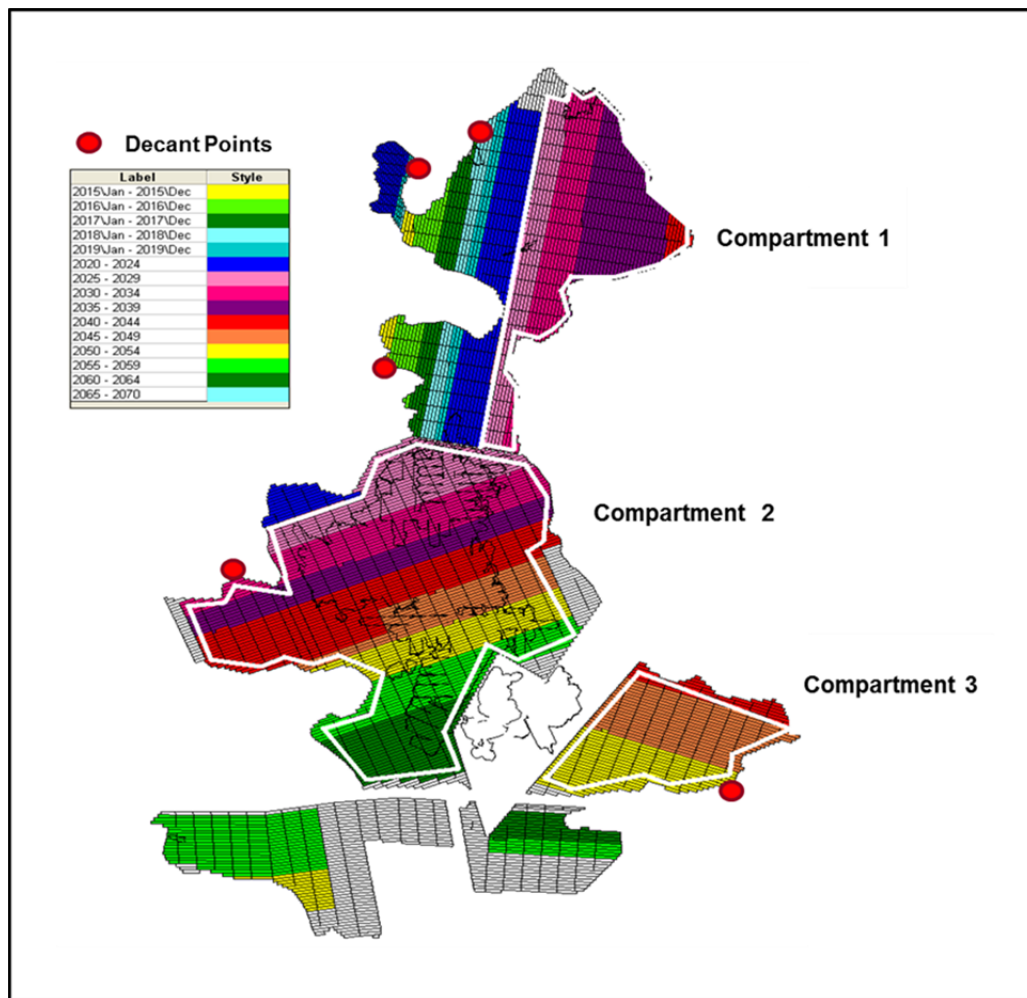 Decant Points
Label Style
2015\Jan - 2015\Dec
2016\Jan - 2016\Dec
2017\Jan - 2017\Dec
2018\Jan - 2018\Dec
2019\Jan - 2019\Dec
2020 - 2024
2025 - 2029
2030 - 2034
2035 - 2039
2040 - 2044
2045 - 2049
2050 - 2054
2055 - 2059
2060 - 2064
2065 - 2070
Compartment 1
Compartment 2
Compartment 3